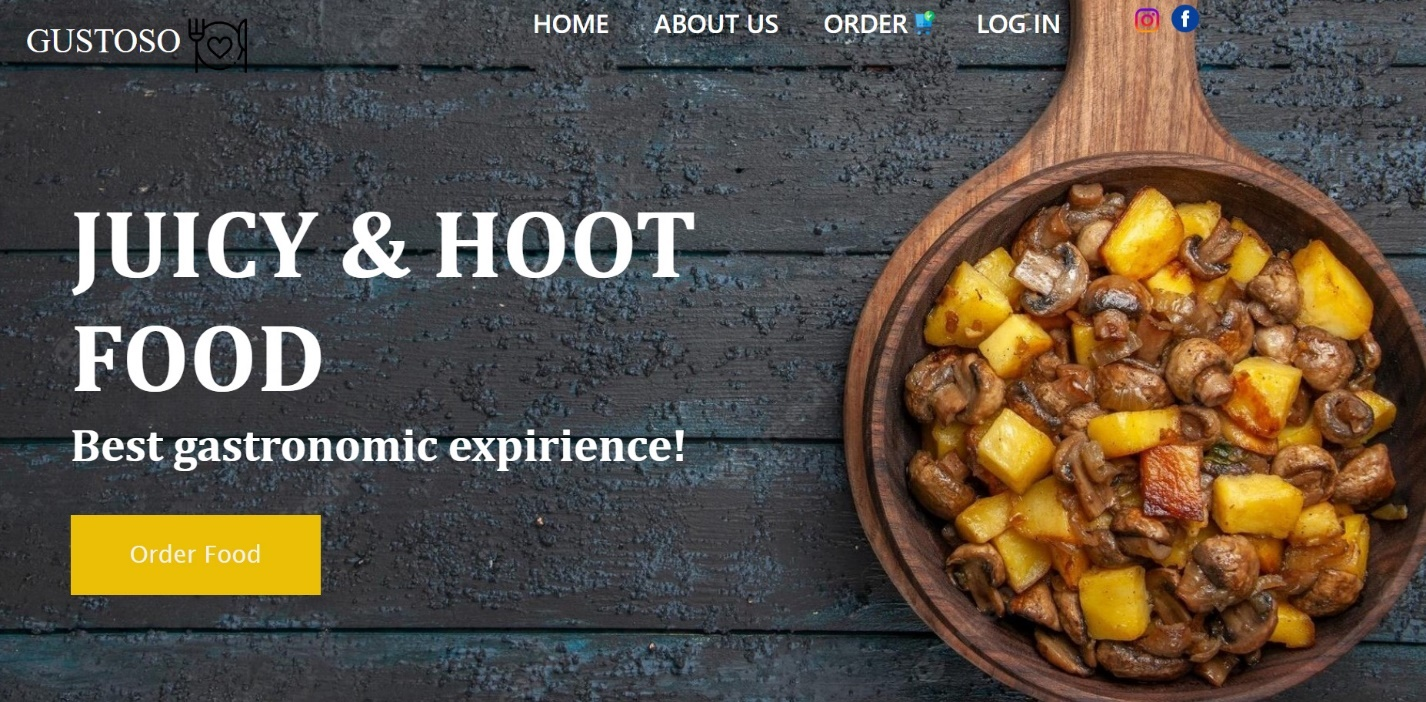 GUSTOSO
HOME ABOUT US ORDER LOG IN
JUICY & HOOT
FOOD
Best gastronomic expirience!
Order Food